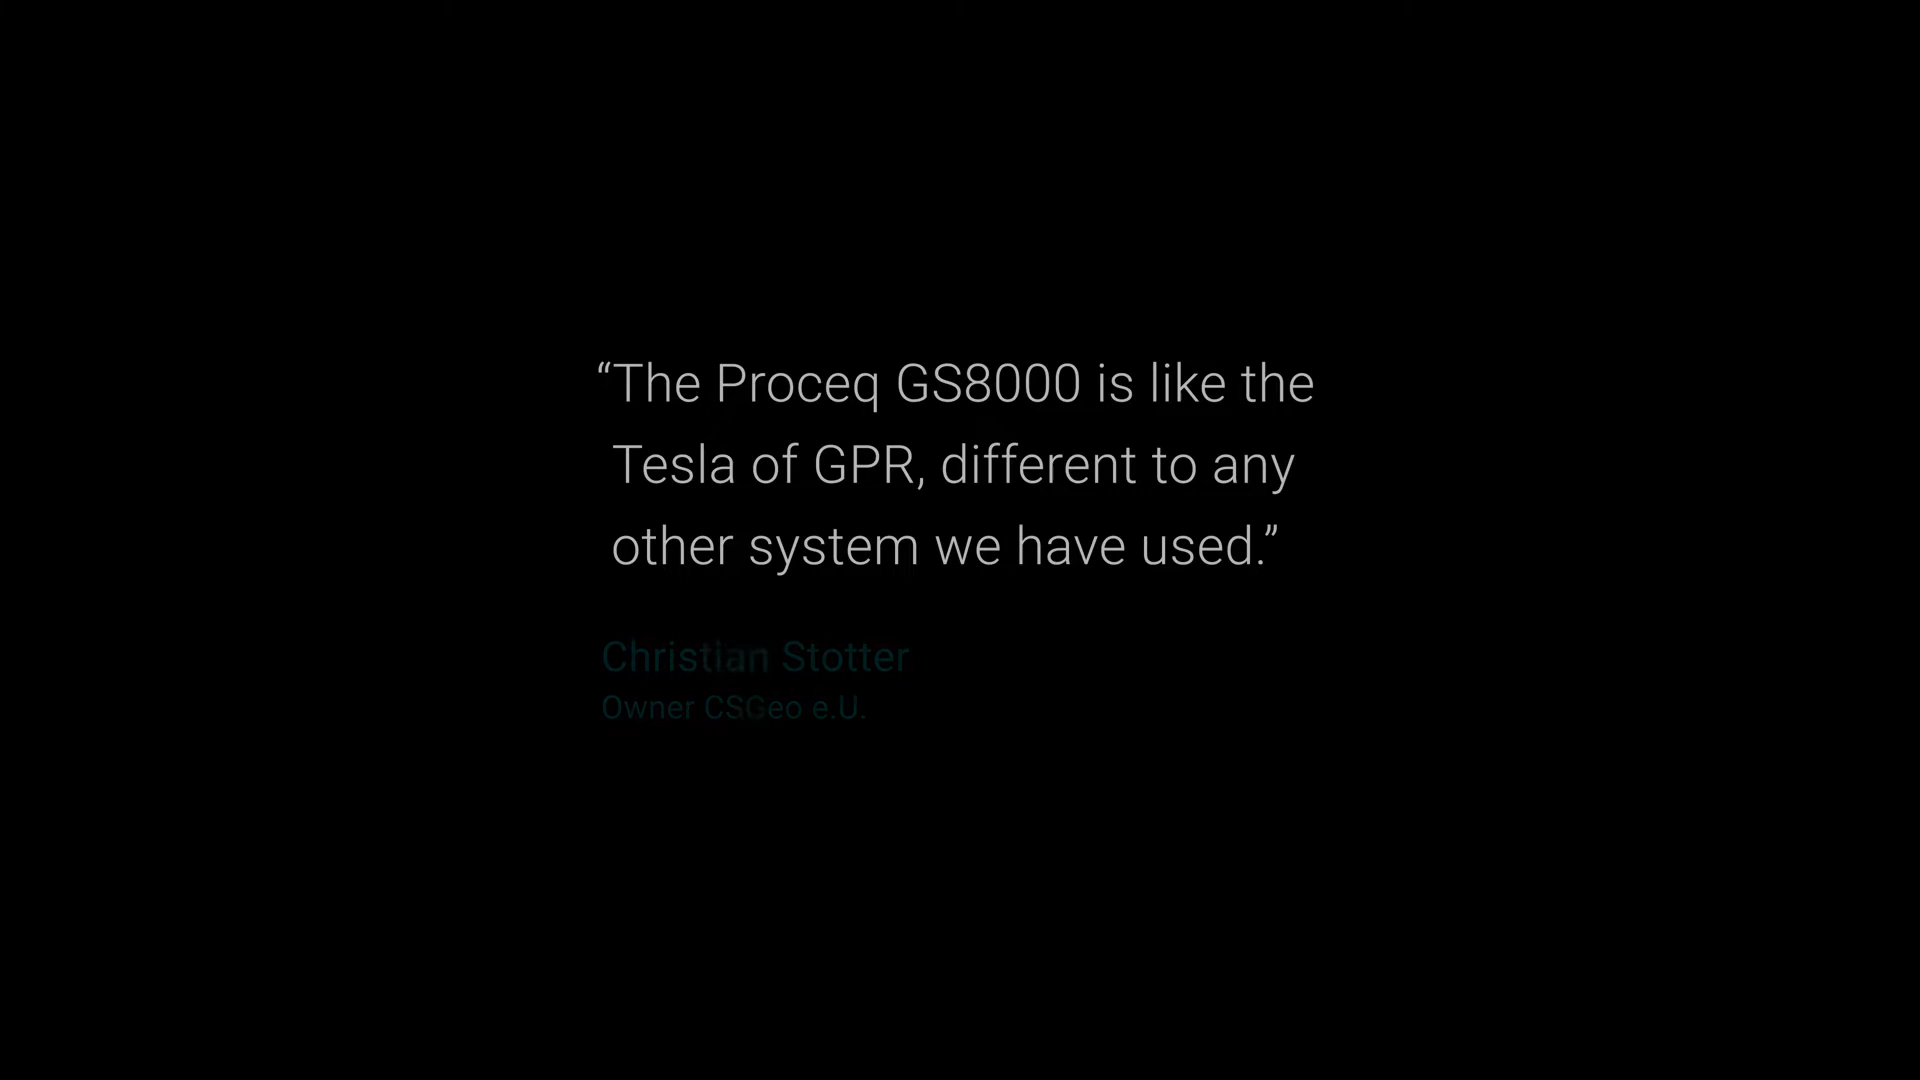 “The Proceq GS8000 is like the
Tesla of GPR, different to any
other system we have used.”
Christian Stotter
Owner CSGeo e.U.